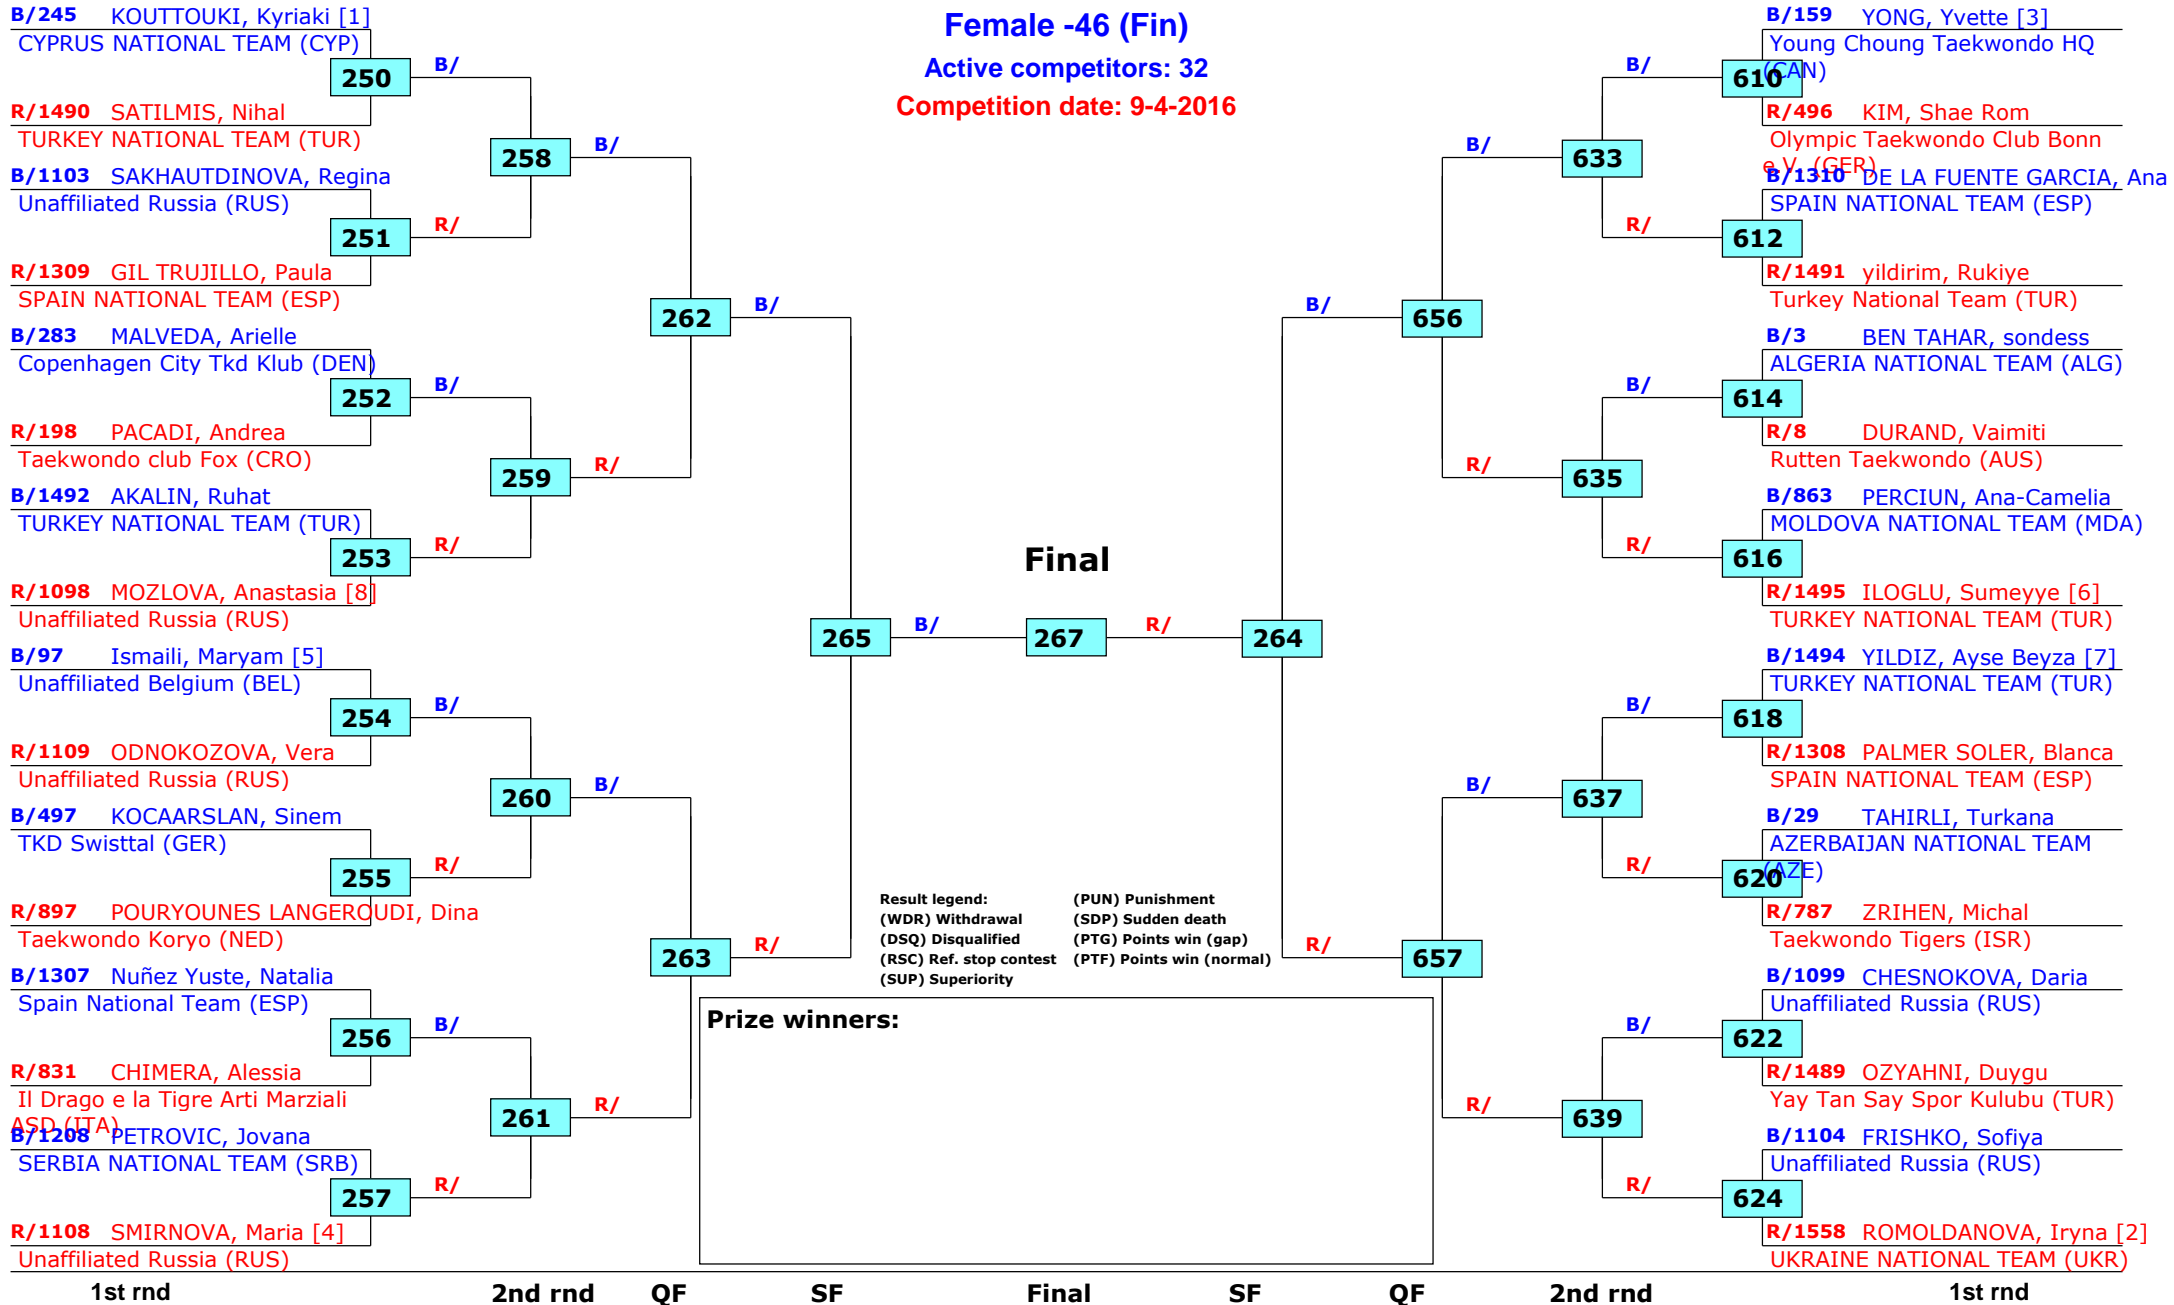 Female -46 (Fin)
Active competitors: 32
Competition date: 9-4-2016
B/245 KOUTTOUKI, Kyriaki [1]
CYPRUS NATIONAL TEAM (CYP)
250
B/
R/1490 SATILMIS, Nihal
TURKEY NATIONAL TEAM (TUR)
258
B/
B/1103 SAKHAUTDINOVA, Regina
Unaffiliated Russia (RUS)
251
R/
R/1309 GIL TRUJILLO, Paula
SPAIN NATIONAL TEAM (ESP)
262
B/
B/283 MALVEDA, Arielle
Copenhagen City Tkd Klub (DEN)
252
B/
R/198 PACADI, Andrea
Taekwondo club Fox (CRO)
259
R/
B/1492 AKALIN, Ruhat
TURKEY NATIONAL TEAM (TUR)
253
R/
R/1098 MOZLOVA, Anastasia [8]
Unaffiliated Russia (RUS)
265
B/
B/97 Ismaili, Maryam [5]
Unaffiliated Belgium (BEL)
254
B/
R/1109 ODNOKOZOVA, Vera
Unaffiliated Russia (RUS)
260
B/
B/497 KOCAARSLAN, Sinem
TKD Swisttal (GER)
255
R/
R/897 POURYOUNES LANGEROUDI, Dina
Taekwondo Koryo (NED)
263
R/
B/1307 Nuñez Yuste, Natalia
Spain National Team (ESP)
256
B/
R/831 CHIMERA, Alessia
Il Drago e la Tigre Arti Marziali
ASD (ITA)
261
R/
B/1208 PETROVIC, Jovana
SERBIA NATIONAL TEAM (SRB)
257
R/
R/1108 SMIRNOVA, Maria [4]
Unaffiliated Russia (RUS)
Final
267
R/
264
B/159 YONG, Yvette [3]
Young Choung Taekwondo HQ
(CAN)
610
B/
R/496 KIM, Shae Rom
Olympic Taekwondo Club Bonn
e.V. (GER)
633
B/
B/1310 DE LA FUENTE GARCIA, Ana
SPAIN NATIONAL TEAM (ESP)
612
R/
R/1491 yildirim, Rukiye
Turkey National Team (TUR)
656
B/
B/3 BEN TAHAR, sondess
ALGERIA NATIONAL TEAM (ALG)
614
B/
R/8 DURAND, Vaimiti
Rutten Taekwondo (AUS)
635
R/
B/863 PERCIUN, Ana-Camelia
MOLDOVA NATIONAL TEAM (MDA)
616
R/
R/1495 ILOGLU, Sumeyye [6]
TURKEY NATIONAL TEAM (TUR)
B/1494 YILDIZ, Ayse Beyza [7]
TURKEY NATIONAL TEAM (TUR)
618
B/
R/1308 PALMER SOLER, Blanca
SPAIN NATIONAL TEAM (ESP)
637
B/
B/29 TAHIRLI, Turkana
AZERBAIJAN NATIONAL TEAM
(AZE)
620
R/
R/787 ZRIHEN, Michal
Taekwondo Tigers (ISR)
657
R/
B/1099 CHESNOKOVA, Daria
Unaffiliated Russia (RUS)
622
B/
R/1489 OZYAHNI, Duygu
Yay Tan Say Spor Kulubu (TUR)
639
R/
B/1104 FRISHKO, Sofiya
Unaffiliated Russia (RUS)
624
R/
R/1558 ROMOLDANOVA, Iryna [2]
UKRAINE NATIONAL TEAM (UKR)
Result legend:
(WDR) Withdrawal
(DSQ) Disqualified
(RSC) Ref. stop contest
(SUP) Superiority
(PUN) Punishment
(SDP) Sudden death
(PTG) Points win (gap)
(PTF) Points win (normal)
Prize winners:
1st rnd 2nd rnd QF SF Final SF QF 2nd rnd 1st rnd